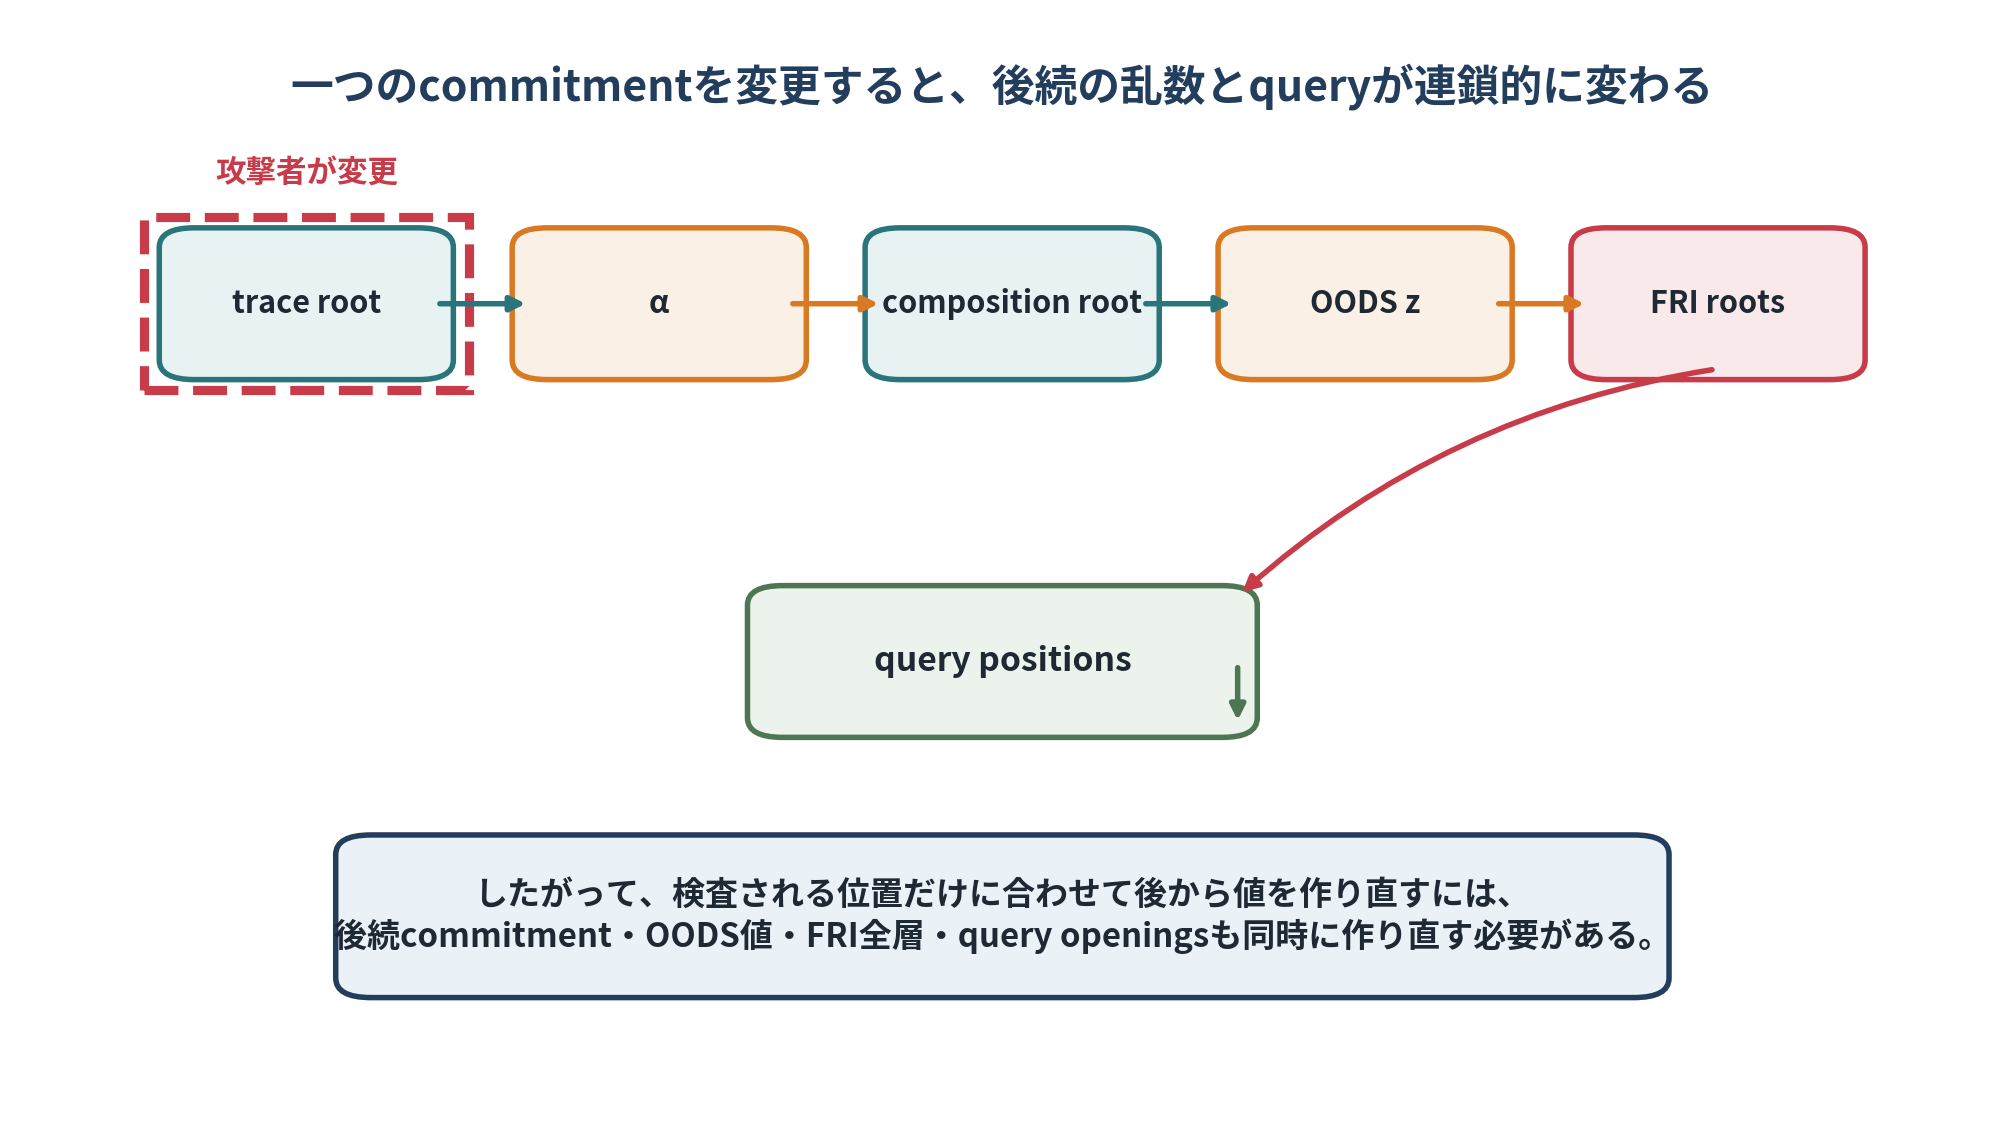 一つのcommitmentを変更すると、後続の乱数とqueryが連鎖的に変わる
攻撃者が変更
trace root
α
composition root
OODS z
FRI roots
query positions
したがって、検査される位置だけに合わせて後から値を作り直すには、
後続commitment・OODS値・FRI全層・query openingsも同時に作り直す必要がある。